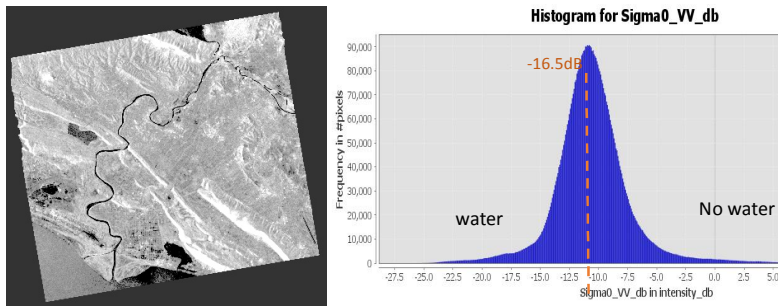 Histogram for Sigma0_VV_db
90,000
80,000
70,000
60,000
50,000
40,000
30,000
20,000
10,000
0
Frequency in #pixels
-16.5dB
water
No water
-27.5 -25.0 -22.5 -20.0 -17.5 -15.0 -12.5 -10.0 -7.5 -5.0 -2.5 0.0 2.5 5.0
Sigma0_VV_db in intensity_db